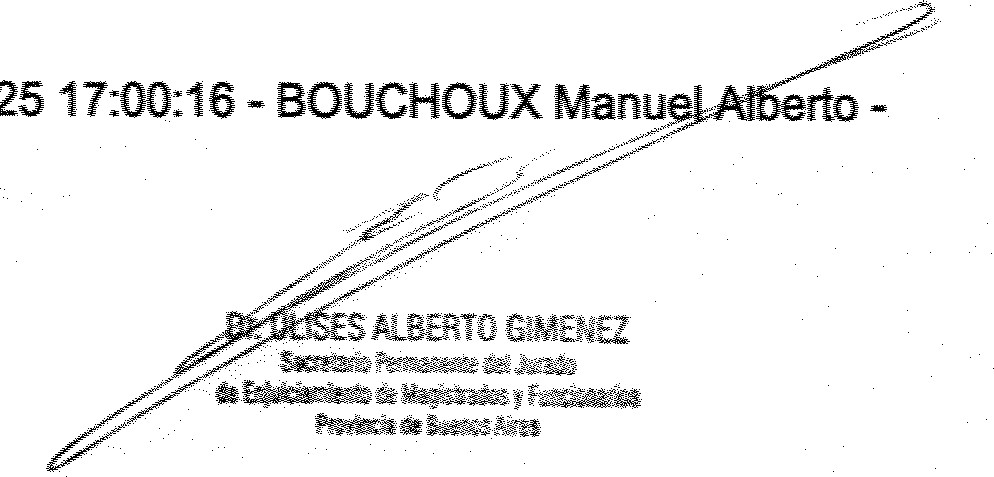 25 17:00:16 - BOUCHOUX Manuel Alberto -
Dr. ULISES ALBERTO GIMENEZ
Secretario Permanente del Jurado
de Enjuiciamiento de Magistrados y Funcionarios
Provincia de Buenos Aires